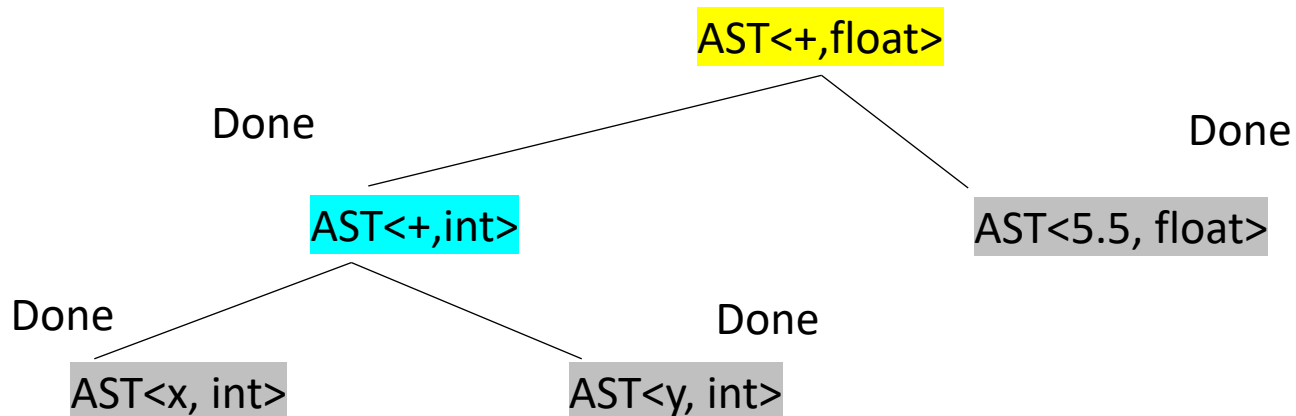 AST<+,float>
Done
Done
AST<+,int>
AST<5.5, float>
Done
Done
AST<x, int>
AST<y, int>